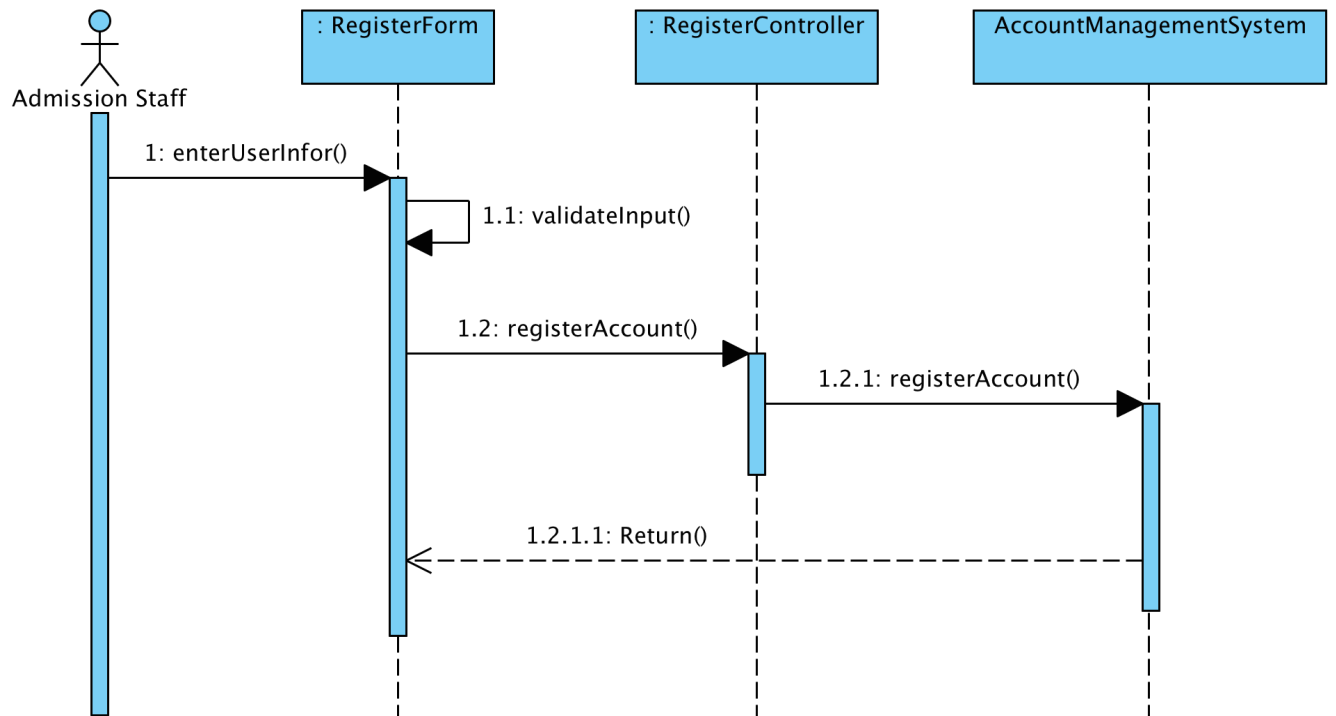 : RegisterForm
: RegisterController
AccountManagementSystem
Admission Staff
1: enterUserInfor()
1.1: validateInput()
1.2: registerAccount()
1.2.1: registerAccount()
1.2.1.1: Return()